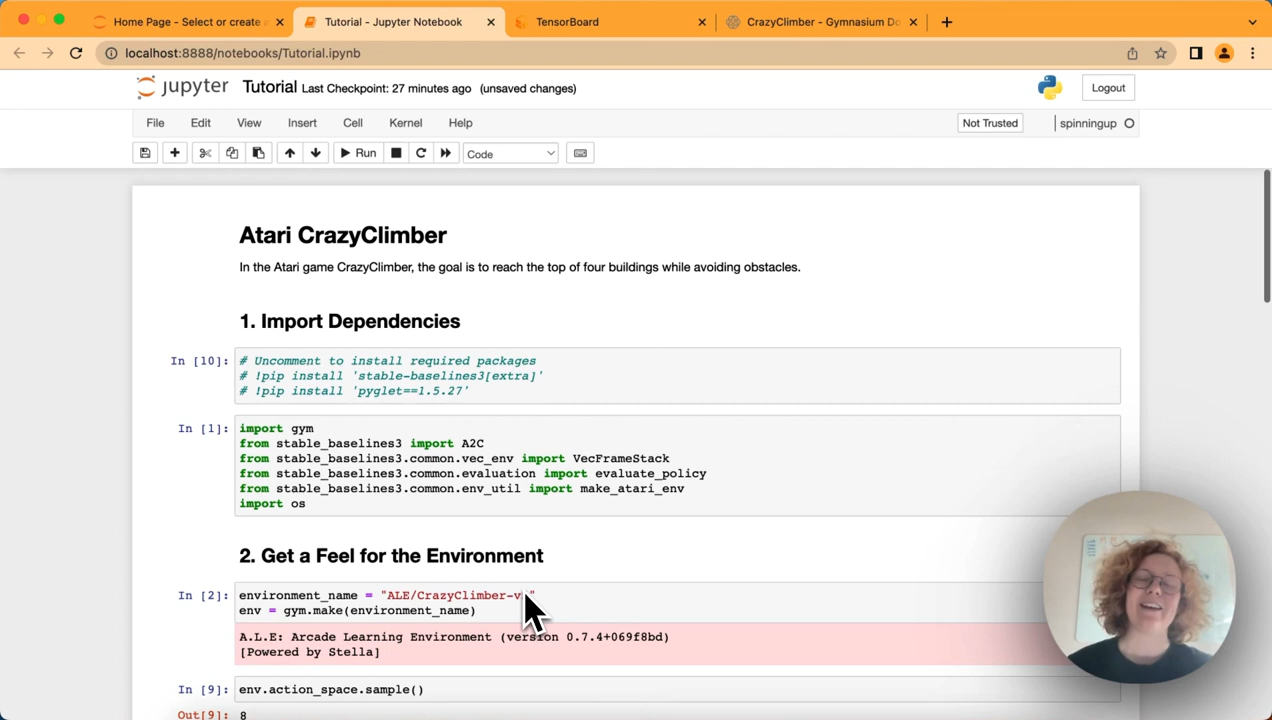 Home Page - Select or create
Tutorial - Jupyter Notebook
TensorBoard
CrazyClimber - Gymnasium Do
localhost:8888/notebooks/Tutorial.ipynb
jupyter Tutorial Last Checkpoint: 27 minutes ago (unsaved changes)
Logout
File Edit View Insert Cell Kernel Help
Not Trusted
spinningup
Run
Code
Atari CrazyClimber
In the Atari game CrazyClimber, the goal is to reach the top of four buildings while avoiding obstacles.
1. Import Dependencies
In [10]: # Uncomment to install required packages
# !pip install 'stable-baselines3[extra]'
# !pip install 'pyglet==1.5.27'
In [1]: import gym
from stable_baselines3 import A2C
from stable_baselines3.common.vec_env import VecFrameStack
from stable_baselines3.common.evaluation import evaluate_policy
from stable_baselines3.common.env_util import make_atari_env
import os
2. Get a Feel for the Environment
In [2]: environment_name = "ALE/CrazyClimber-v"
env = gym.make(environment_name)
A.L.E: Arcade Learning Environment (version 0.7.4+069f8bd)
[Powered by Stella]
In [9]: env.action_space.sample()
Out[9]: 8